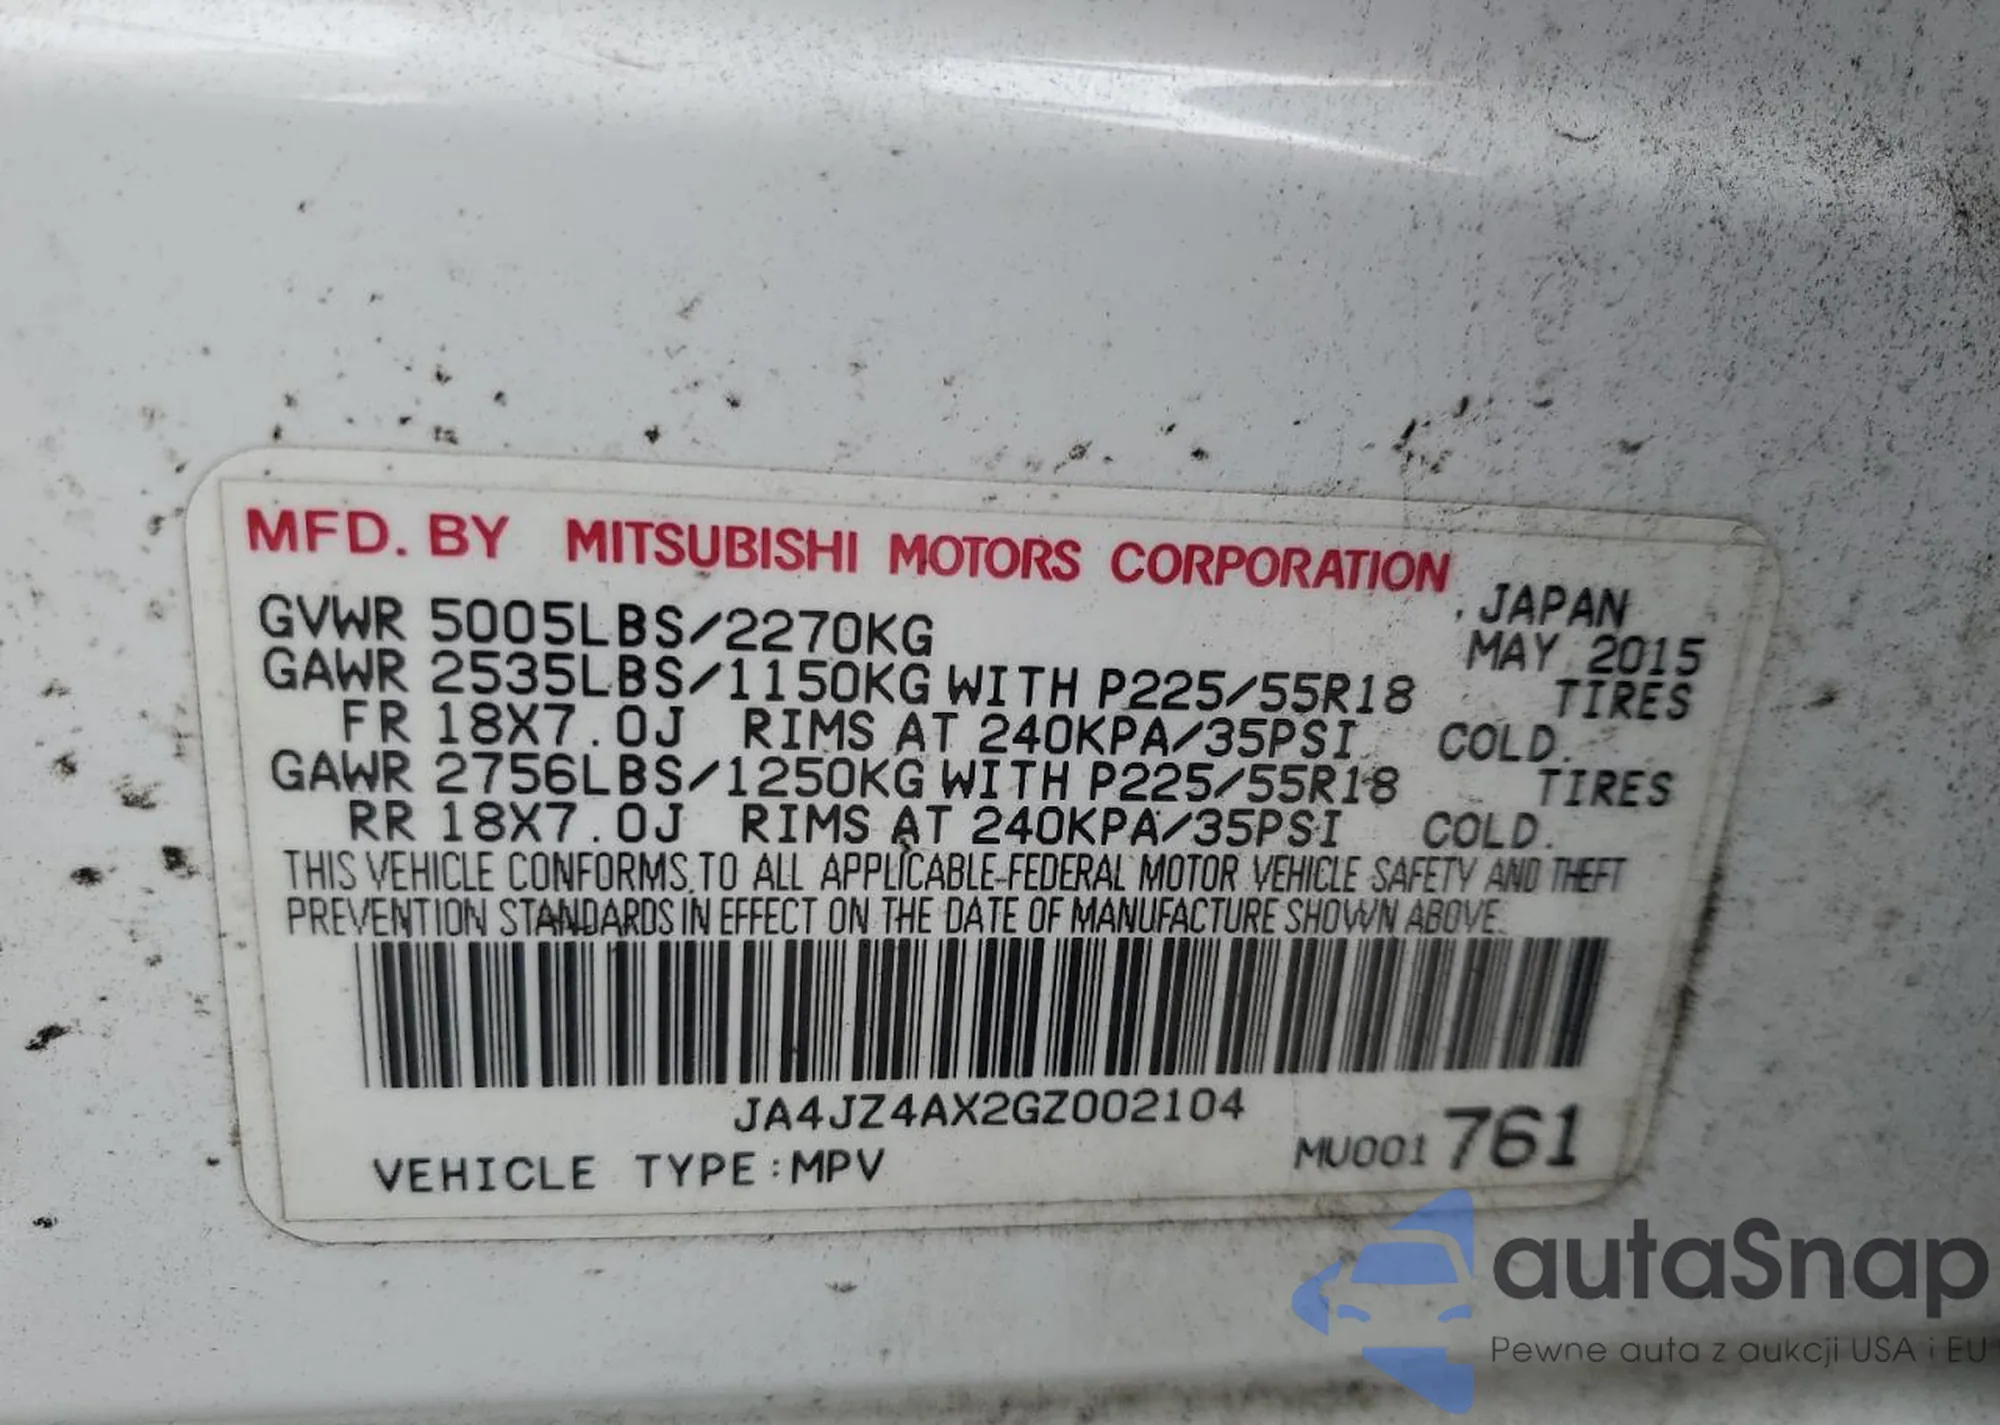 MFD. BY MITSUBISHI MOTORS CORPORATION
, JAPAN
GVWR 5005LBS/2270KG MAY 2015
GAWR 2535LBS/1150KG WITH P225/55R18 TIRES
FR 18X7.0J RIMS AT 240KPA/35PSI COLD.
GAWR 2756LBS/1250KG WITH P225/55R18 TIRES
RR 18X7.0J RIMS AT 240KPA/35PSI COLD.
THIS VEHICLE CONFORMS TO ALL APPLICABLE FEDERAL MOTOR VEHICLE SAFETY AND THEFT
PREVENTION STANDARDS IN EFFECT ON THE DATE OF MANUFACTURE SHOWN ABOVE.
JA4JZ4AX2GZ002104
MU001761
VEHICLE TYPE:MPV
autaSnap
Pewne auta z aukcji USA i EU